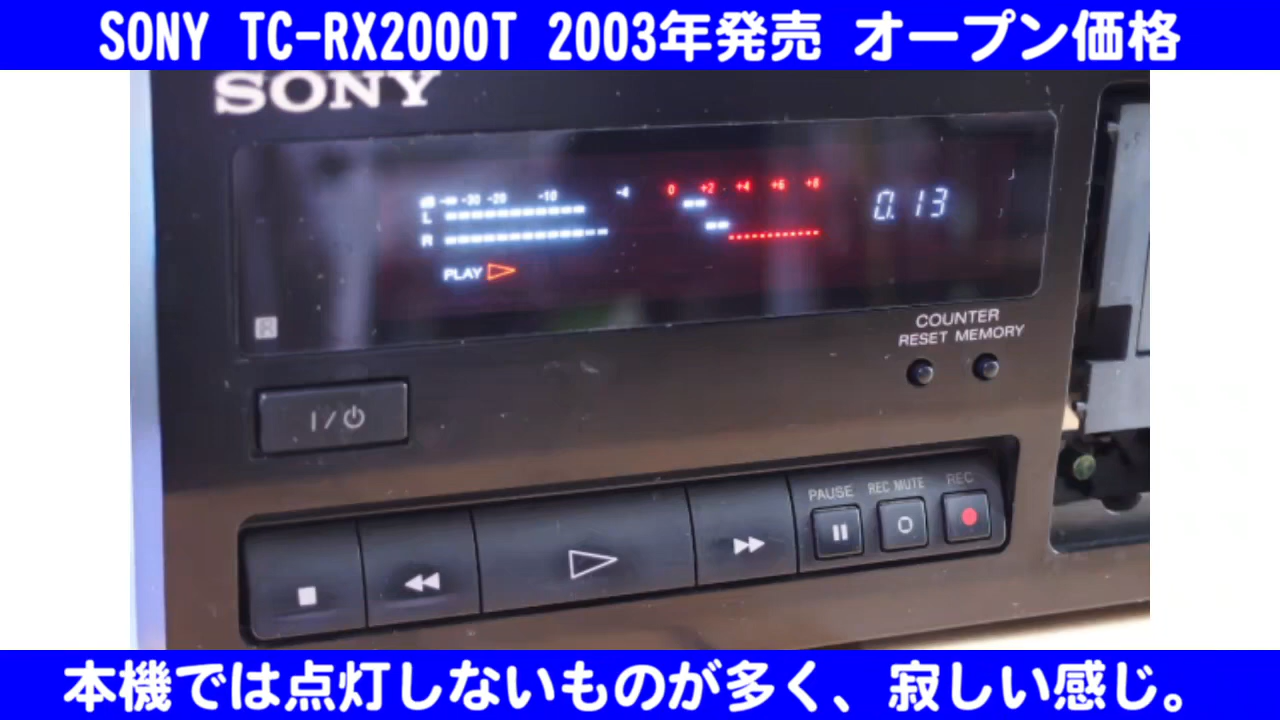 SONY TC-RX2000T 2003年発売 オープン価格
SONY
dB -∞ -30 -20 -10 -4 0 +2 +4 +6 +8
L
R
0.13
PLAY
R
COUNTER
RESET MEMORY
I/⏻
PAUSE REC MUTE REC
本機では点灯しないものが多く、寂しい感じ。